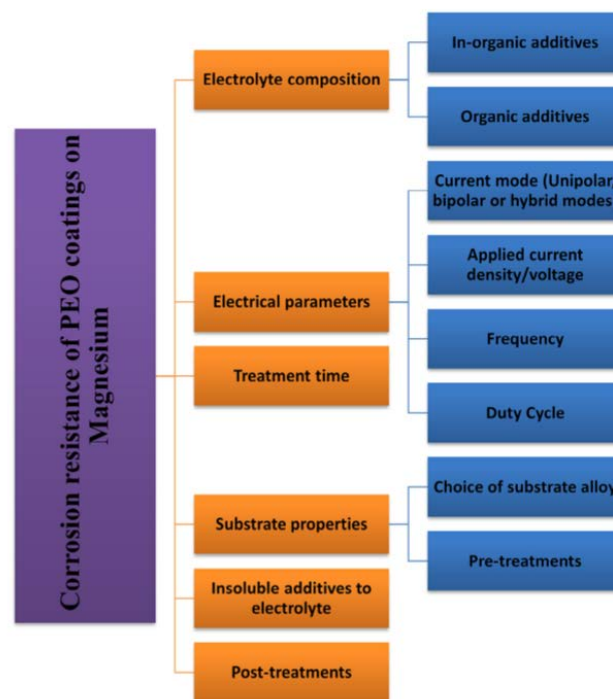 Corrosion resistance of PEO coatings on
Magnesium
Electrolyte composition
In-organic additives
Organic additives
Electrical parameters
Current mode (Unipolar,
bipolar or hybrid modes
Applied current
density/voltage
Frequency
Duty Cycle
Treatment time
Substrate properties
Choice of substrate alloy
Pre-treatments
Insoluble additives to
electrolyte
Post-treatments